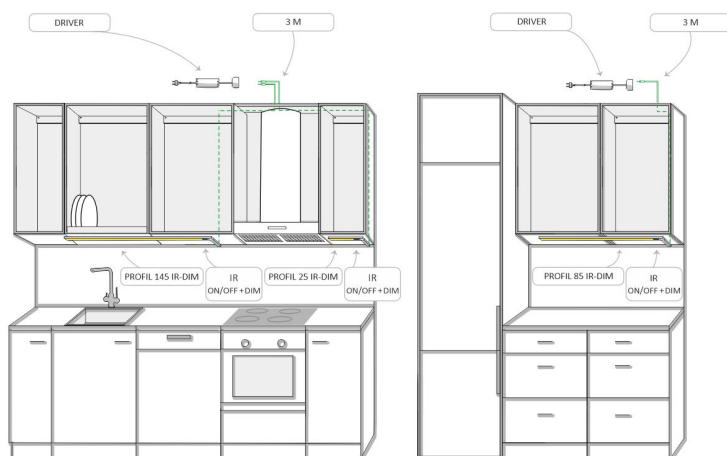 DRIVER
3 M
DRIVER
3 M
PROFIL 145 IR-DIM
IR
ON/OFF+DIM
PROFIL 25 IR-DIM
IR
ON/OFF+DIM
PROFIL 85 IR-DIM
IR
ON/OFF+DIM